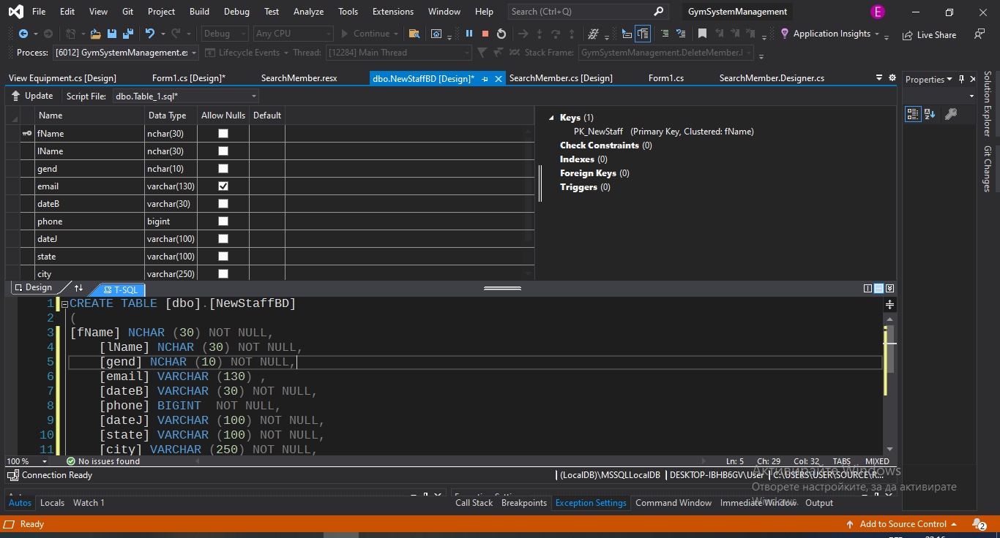 File Edit View Git Project Build Debug Test Analyze Tools Extensions Window Help Search (Ctrl+Q) GymSystemManagement E
Debug Any CPU Continue Application Insights Live Share
Process: [6012] GymSystemManagement.e Lifecycle Events Thread: [12284] Main Thread Stack Frame: GymSystemManagement.DeleteMember.
View Equipment.cs [Design] Form1.cs [Design]* SearchMember.resx dbo.NewStaffBD [Design]* SearchMember.cs [Design] Form1.cs SearchMember.Designer.cs Properties
Update Script File: dbo.Table_1.sql*
Name Data Type Allow Nulls Default
fName nchar(30)
lName nchar(30)
gend nchar(10)
email varchar(130)
dateB varchar(30)
phone bigint
dateJ varchar(100)
state varchar(100)
city varchar(250)
Keys (1)
PK_NewStaff (Primary Key, Clustered: fName)
Check Constraints (0)
Indexes (0)
Foreign Keys (0)
Triggers (0)
Solution Explorer
Git Changes
Design T-SQL
1 CREATE TABLE [dbo].[NewStaffBD]
2 (
3 [fName] NCHAR (30) NOT NULL,
4 [lName] NCHAR (30) NOT NULL,
5 [gend] NCHAR (10) NOT NULL,
6 [email] VARCHAR (130) ,
7 [dateB] VARCHAR (30) NOT NULL,
8 [phone] BIGINT NOT NULL,
9 [dateJ] VARCHAR (100) NOT NULL,
10 [state] VARCHAR (100) NOT NULL,
11 [city] VARCHAR (250) NOT NULL,
100 % No issues found Ln: 5 Ch: 29 Col: 32 TABS MIXED
Connection Ready (LocalDB)\MSSQLLocalDB DESKTOP-IBHB6GV\User C:\USERS\USER\SOURCE\R...
Активирайте Windows
Отворете настройките, за да активирате
Windows.
Autos Locals Watch 1 Call Stack Breakpoints Exception Settings Command Window Immediate Window Output
Ready Add to Source Control 2